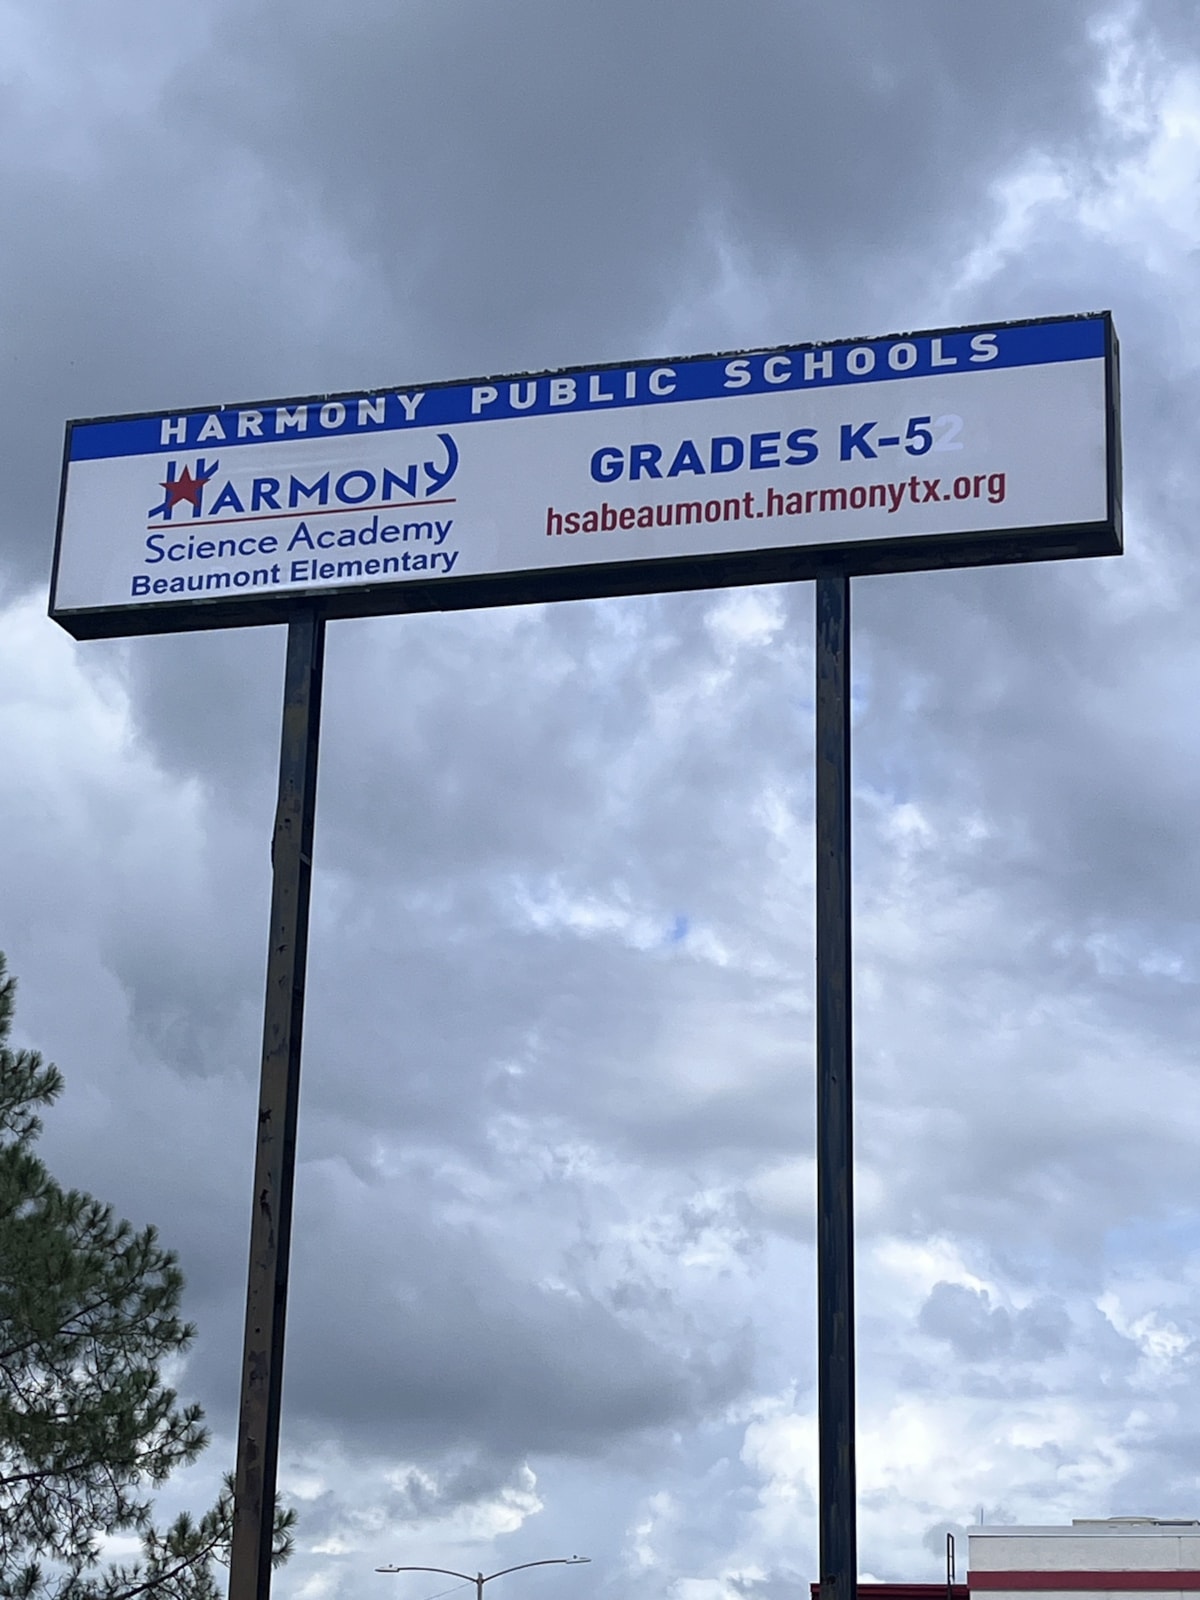 HARMONY PUBLIC SCHOOLS
HARMONY
Science Academy
Beaumont Elementary
GRADES K-52
hsabeaumont.harmonytx.org